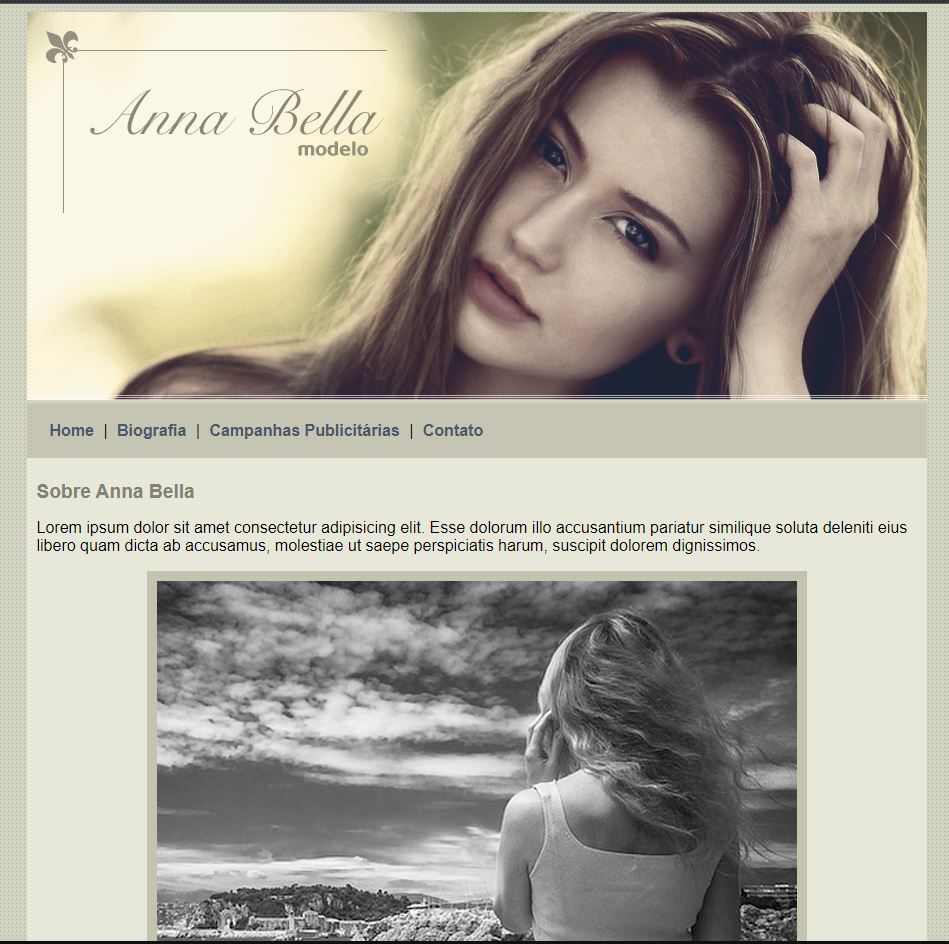 Anna Bella
modelo
Home | Biografia | Campanhas Publicitárias | Contato
Sobre Anna Bella
Lorem ipsum dolor sit amet consectetur adipisicing elit. Esse dolorum illo accusantium pariatur similique soluta deleniti eius
libero quam dicta ab accusamus, molestiae ut saepe perspiciatis harum, suscipit dolorem dignissimos.